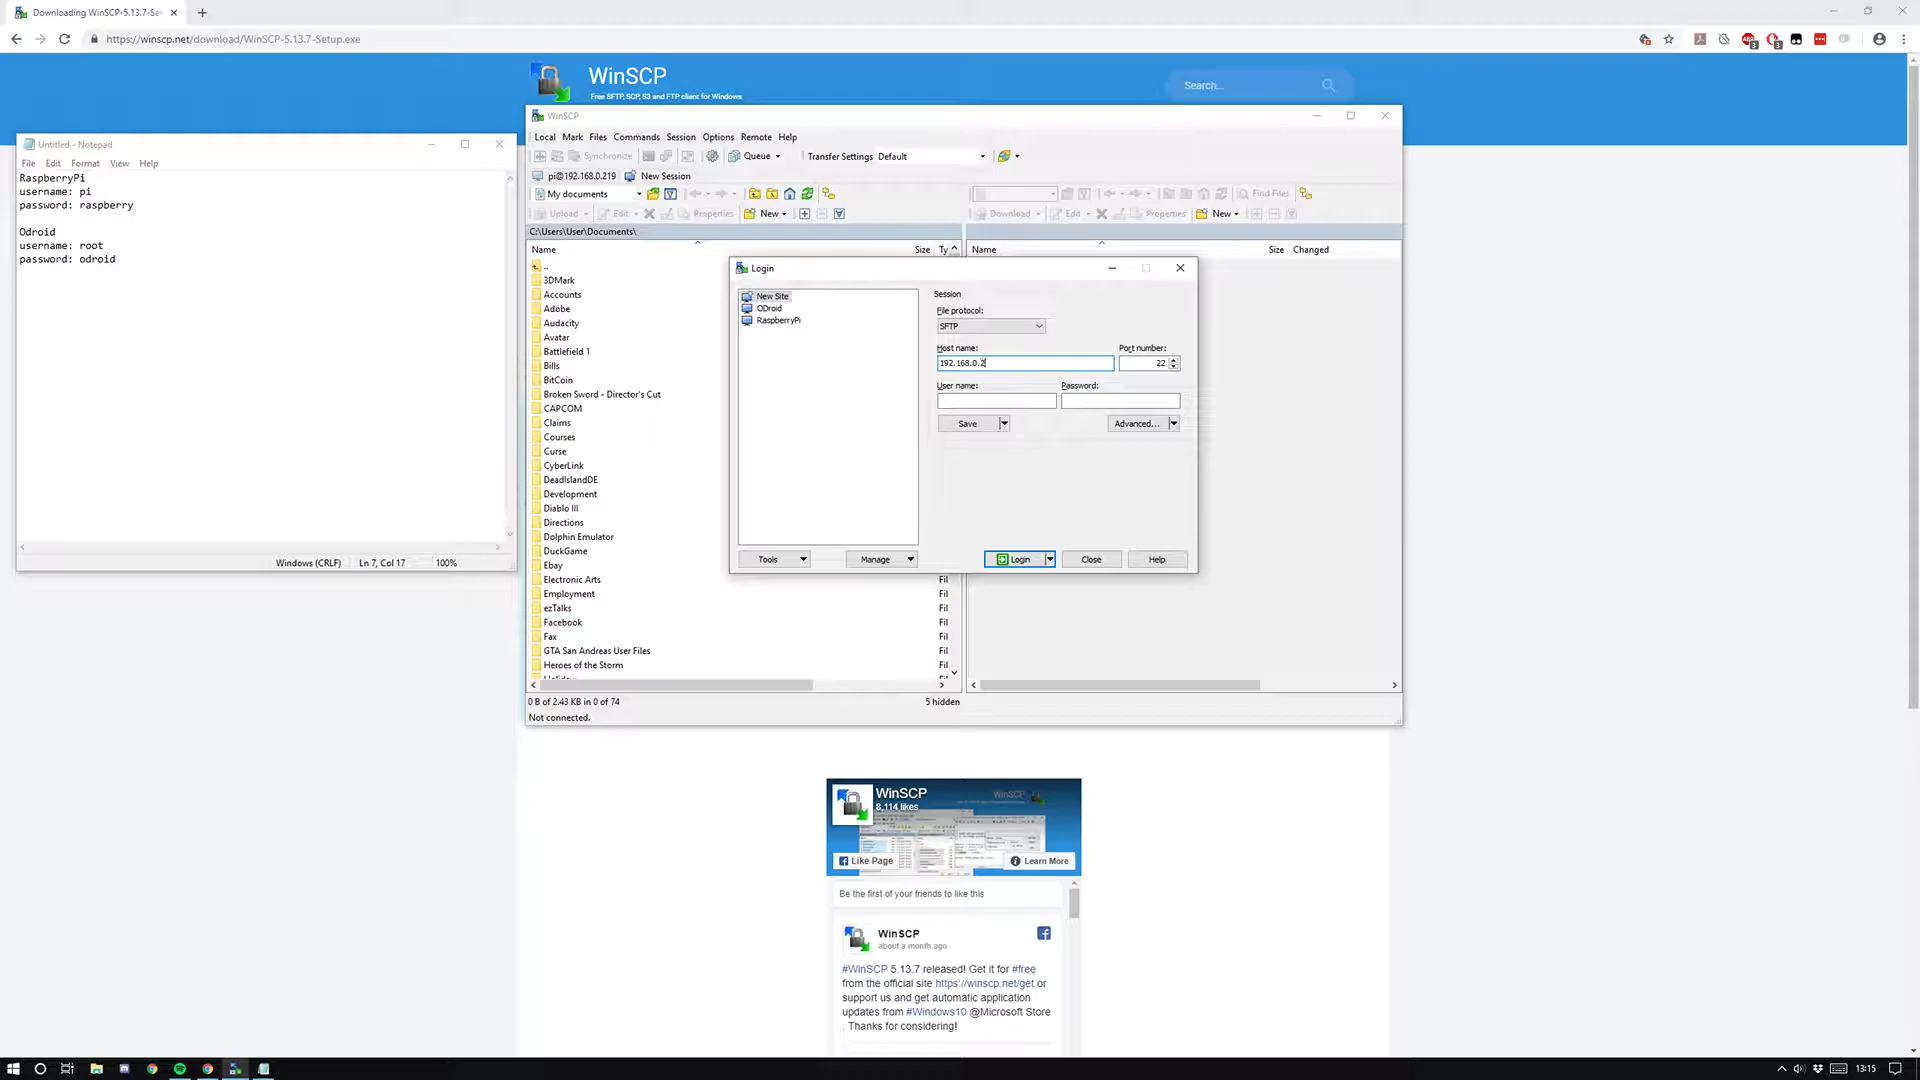 Downloading WinSCP-5.13.7-Set
https://winscp.net/download/WinSCP-5.13.7-Setup.exe
WinSCP
Free SFTP, SCP, S3 and FTP client for Windows
Search...
Untitled - Notepad
File Edit Format View Help
RaspberryPi
username: pi
password: raspberry
Odroid
username: root
password: odroid
Windows (CRLF) Ln 7, Col 17 100%
WinSCP
Local Mark Files Commands Session Options Remote Help
Synchronize Queue Transfer Settings Default
pi@192.168.0.219 New Session
My documents Find Files
Upload Edit Properties New Download Edit Properties New
C:\Users\User\Documents\
Name Size Ty Name Size Changed
..
3DMark
Accounts
Adobe
Audacity
Avatar
Battlefield 1
Bills
BitCoin
Broken Sword - Director's Cut
CAPCOM
Claims
Courses
Curse
CyberLink
DeadIslandDE
Development
Diablo III
Directions
Dolphin Emulator
DuckGame
Ebay
Electronic Arts Fil
Employment Fil
ezTalks Fil
Facebook Fil
Fax Fil
GTA San Andreas User Files Fil
Heroes of the Storm Fil
0 B of 2.43 KB in 0 of 74 5 hidden
Not connected.
Login
New Site
ODroid
RaspberryPi
Session
File protocol:
SFTP
Host name: Port number:
192.168.0.2 22
User name: Password:
Save Advanced...
Tools Manage Login Close Help
WinSCP
8,114 likes
WinSCP
Like Page Learn More
Be the first of your friends to like this
WinSCP
about a month ago
#WinSCP 5.13.7 released! Get it for #free
from the official site https://winscp.net/get or
support us and get automatic application
updates from #Windows10 @Microsoft Store
. Thanks for considering!
13:15